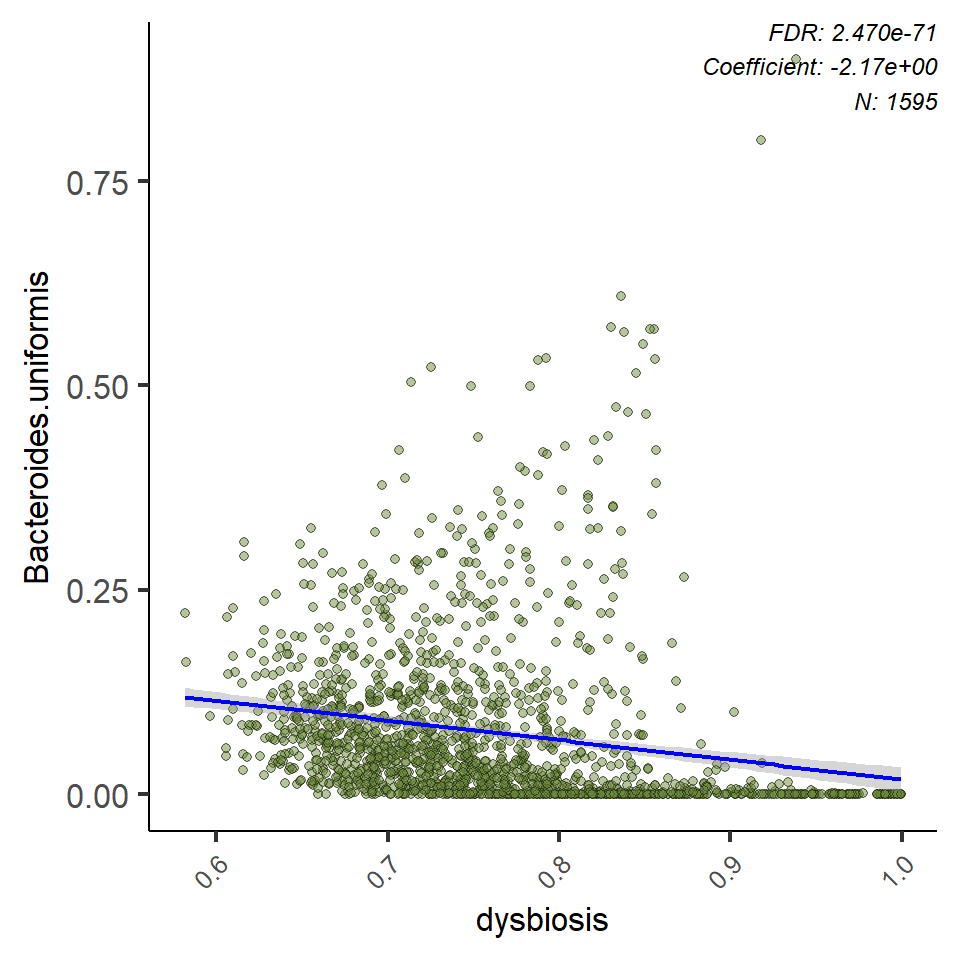 FDR: 2.470e-71
Coefficient: -2.17e+00
N: 1595
Bacteroides.uniformis
0.75
0.50
0.25
0.00
0.6
0.7
0.8
0.9
1.0
dysbiosis